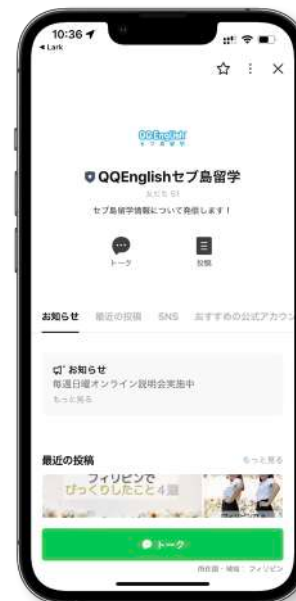 10:36
◀ Lark
QQEnglish
セブ島留学
QQEnglishセブ島留学
友だち 51
セブ島留学情報について発信します！
トーク
投稿
お知らせ 最近の投稿 SNS おすすめの公式アカウン
お知らせ
毎週日曜オンライン説明会実施中
もっと見る
最近の投稿 もっと見る
フィリピンで
びっくりしたこと4選
トーク
所在国・地域： フィリピン